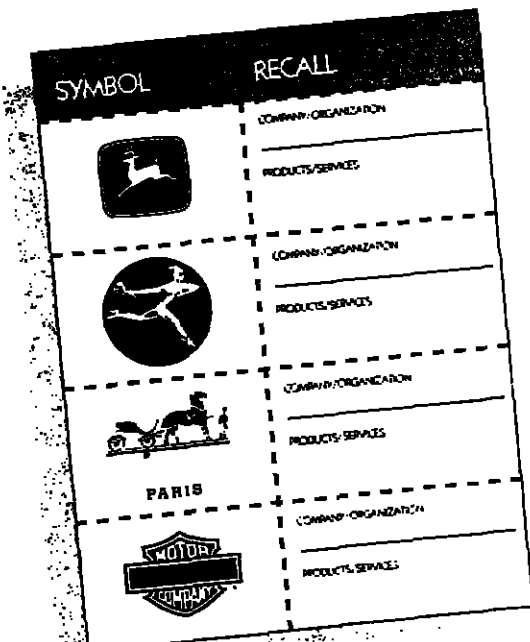 SYMBOL RECALL
COMPANY/ORGANIZATION
PRODUCTS/SERVICES
COMPANY/ORGANIZATION
PRODUCTS/SERVICES
COMPANY/ORGANIZATION
PRODUCTS/SERVICES
PARIS
COMPANY/ORGANIZATION
MOTOR
PRODUCTS/SERVICES
COMPANY